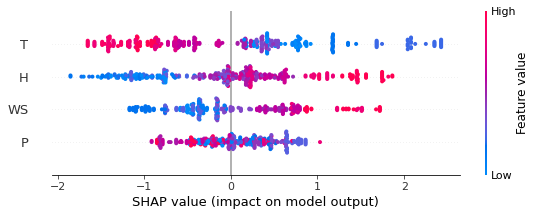 High
T
H
WS
P
Feature value
Low
−2 −1 0 1 2
SHAP value (impact on model output)